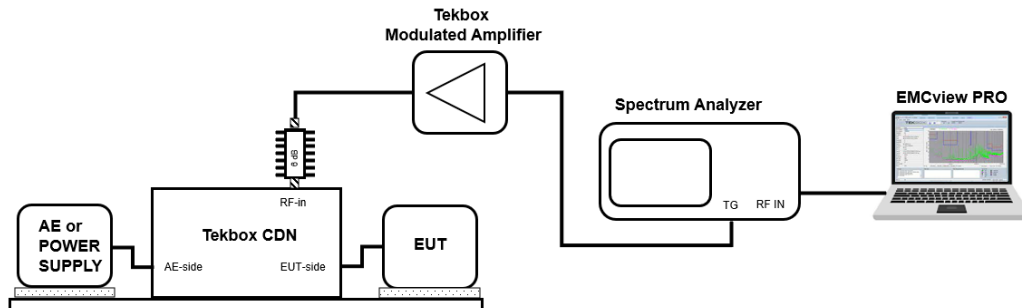 Tekbox
Modulated Amplifier
Spectrum Analyzer
EMCview PRO
6 dB
RF-in
TG
RF IN
AE or
POWER
SUPPLY
Tekbox CDN
AE-side
EUT-side
EUT